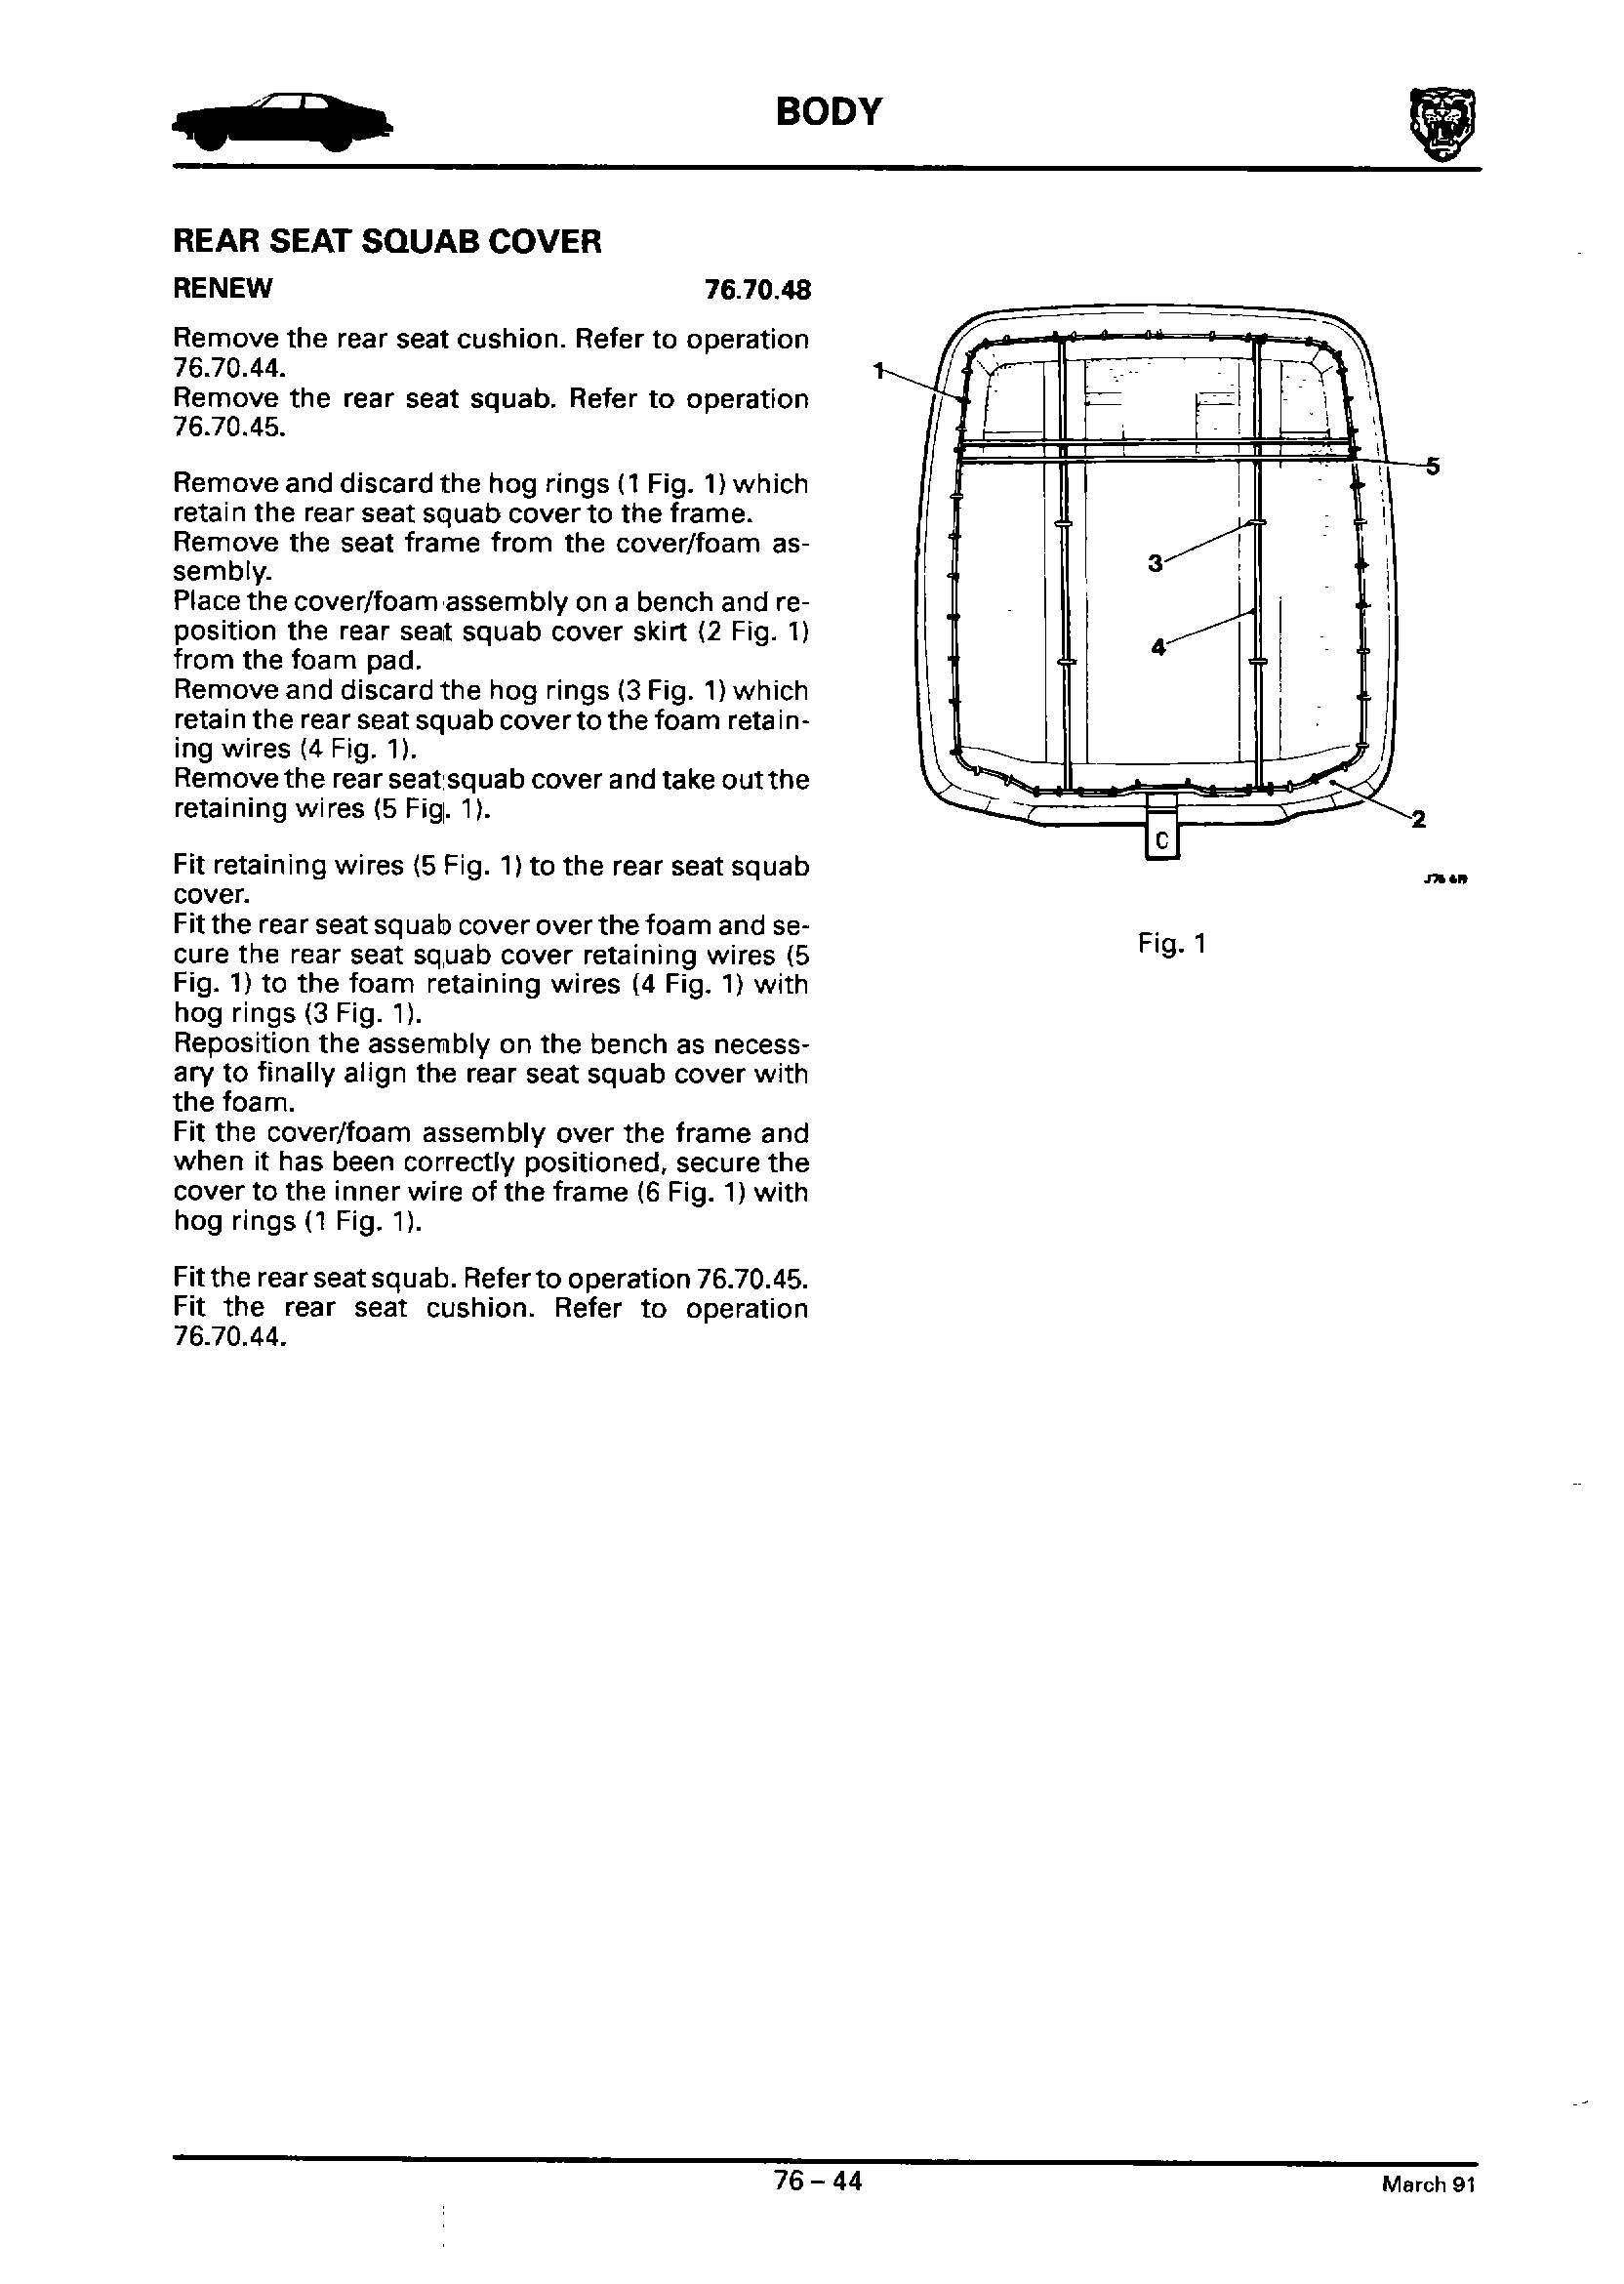 BODY
REAR SEAT SQUAB COVER
RENEW 76.70.48
Remove the rear seat cushion. Refer to operation
76.70.44.
Remove the rear seat squab. Refer to operation
76.70.45.
Remove and discard the hog rings (1 Fig. 1) which
retain the rear seat squab cover to the frame.
Remove the seat frame from the cover/foam as-
sembly.
Place the cover/foam assembly on a bench and re-
position the rear seat squab cover skirt (2 Fig. 1)
from the foam pad.
Remove and discard the hog rings (3 Fig. 1) which
retain the rear seat squab cover to the foam retain-
ing wires (4 Fig. 1).
Remove the rear seat squab cover and take out the
retaining wires (5 Fig. 1).
Fit retaining wires (5 Fig. 1) to the rear seat squab
cover.
Fit the rear seat squab cover over the foam and se-
cure the rear seat squab cover retaining wires (5
Fig. 1) to the foam retaining wires (4 Fig. 1) with
hog rings (3 Fig. 1).
Reposition the assembly on the bench as necess-
ary to finally align the rear seat squab cover with
the foam.
Fit the cover/foam assembly over the frame and
when it has been correctly positioned, secure the
cover to the inner wire of the frame (6 Fig. 1) with
hog rings (1 Fig. 1).
Fit the rear seat squab. Refer to operation 76.70.45.
Fit the rear seat cushion. Refer to operation
76.70.44.
1
5
3
4
2
C
Fig. 1
76 – 44
March 91